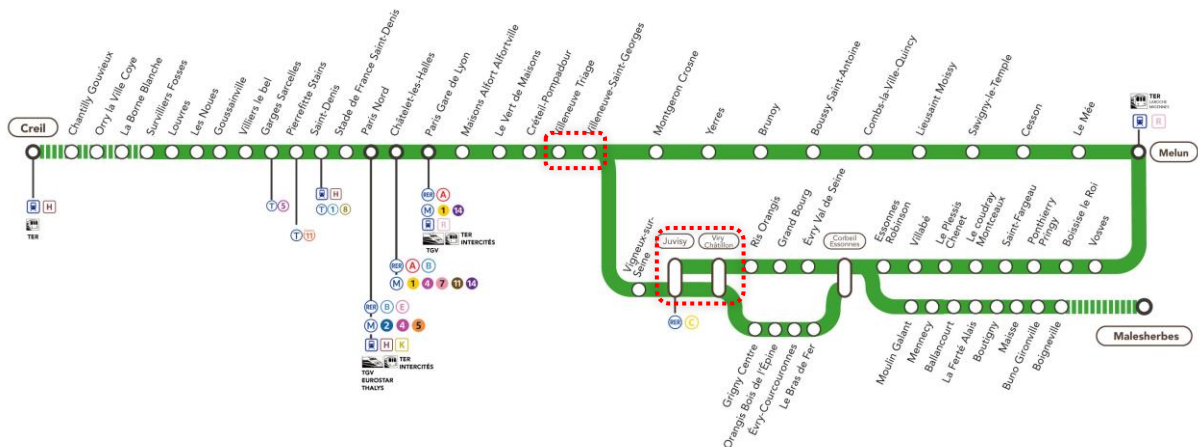 Creil
H
TER
Chantilly Gouvieux
Orry la Ville Coye
La Borne Blanche
Survilliers Fosses
Louvres
Les Noues
Goussainville
Villiers le bel
Garges Sarcelles
T 5
Pierrefitte Stains
T 11
Saint-Denis
H
T 1 8
Stade de France Saint-Denis
Paris Nord
RER B E
M 2 4 5
H K
TER
INTERCITÉS
TGV
EUROSTAR
THALYS
Châtelet-les-Halles
RER A B
M 1 4 7 11 14
Paris Gare de Lyon
RER A
M 1 14
R
TER
INTERCITÉS
TGV
Maisons Alfort Alfortville
Le Vert de Maisons
Créteil-Pompadour
Villeneuve Triage
Villeneuve-Saint-Georges
Montgeron Crosne
Yerres
Brunoy
Boussy Saint-Antoine
Combs-la-Ville-Quincy
Lieusaint Moissy
Savigny-le-Temple
Cesson
Le Mée
TER
R
Melun
Vigneux-sur-
Seine
Juvisy
RER C
Viry
Châtillon
Ris Orangis
Grand Bourg
Évry Val de Seine
Corbeil
Essonnes
Essonnes
Robinson
Villabé
Le Plessis
Chenet
Le coudray
Montceaux
Saint-Fargeau
Ponthierry
Pringy
Boissise le Roi
Vosves
Grigny Centre
Orangis Bois de l'Épine
Évry-Courcouronnes
Le Bras de Fer
Moulin Galant
Mennecy
Ballancourt
La Ferté Alais
Boutigny
Maisse
Buno Gironville
Boigneville
Malesherbes